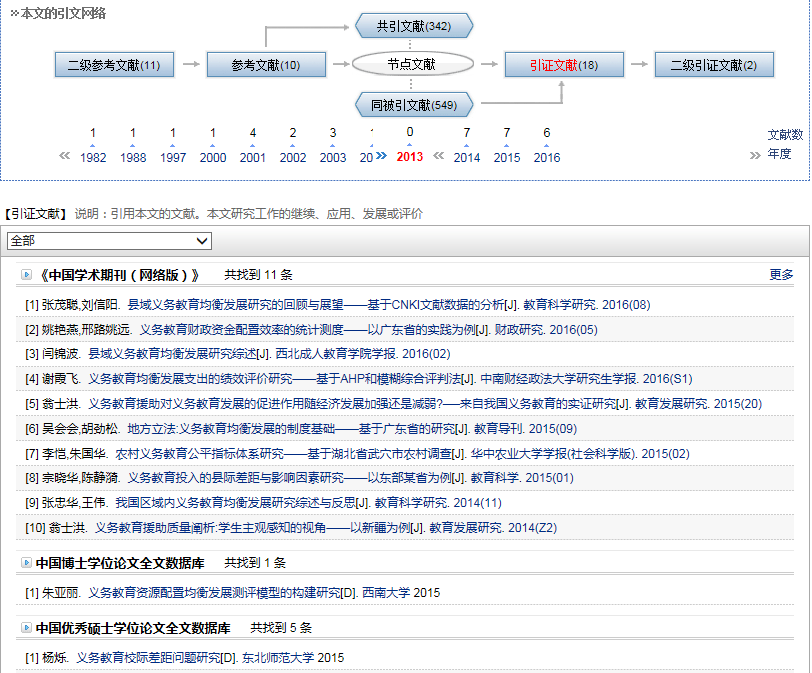 »本文的引文网络
共引文献(342)
二级参考文献(11) 参考文献(10) 节点文献 引证文献(18) 二级引证文献(2)
同被引文献(549)
1 1 1 1 4 2 3 0 7 7 6 文献数
« 1982 1988 1997 2000 2001 2002 2003 20 » 2013 « 2014 2015 2016 » 年度
【引证文献】 说明：引用本文的文献。本文研究工作的继续、应用、发展或评价
全部
《中国学术期刊（网络版）》 共找到 11 条 更多
[1] 张茂聪,刘信阳. 县域义务教育均衡发展研究的回顾与展望——基于CNKI文献数据的分析[J]. 教育科学研究. 2016(08)
[2] 姚艳燕,邢路姚远. 义务教育财政资金配置效率的统计测度——以广东省的实践为例[J]. 财政研究. 2016(05)
[3] 闫锦波. 县域义务教育均衡发展研究综述[J]. 西北成人教育学院学报. 2016(02)
[4] 谢霞飞. 义务教育均衡发展支出的绩效评价研究——基于AHP和模糊综合评判法[J]. 中南财经政法大学研究生学报. 2016(S1)
[5] 翁士洪. 义务教育援助对义务教育发展的促进作用随经济发展加强还是减弱?——来自我国义务教育的实证研究[J]. 教育发展研究. 2015(20)
[6] 吴会会,胡劲松. 地方立法:义务教育均衡发展的制度基础——基于广东省的研究[J]. 教育导刊. 2015(09)
[7] 李恺,朱国华. 农村义务教育公平指标体系研究——基于湖北省武穴市农村调查[J]. 华中农业大学学报(社会科学版). 2015(02)
[8] 宗晓华,陈静漪. 义务教育投入的县际差距与影响因素研究——以东部某省为例[J]. 教育科学. 2015(01)
[9] 张忠华,王伟. 我国区域内义务教育均衡发展研究综述与反思[J]. 教育科学研究. 2014(11)
[10] 翁士洪. 义务教育援助质量阐析:学生主观感知的视角——以新疆为例[J]. 教育发展研究. 2014(Z2)
中国博士学位论文全文数据库 共找到 1 条
[1] 朱亚丽. 义务教育资源配置均衡发展测评模型的构建研究[D]. 西南大学 2015
中国优秀硕士学位论文全文数据库 共找到 5 条
[1] 杨烁. 义务教育校际差距问题研究[D]. 东北师范大学 2015